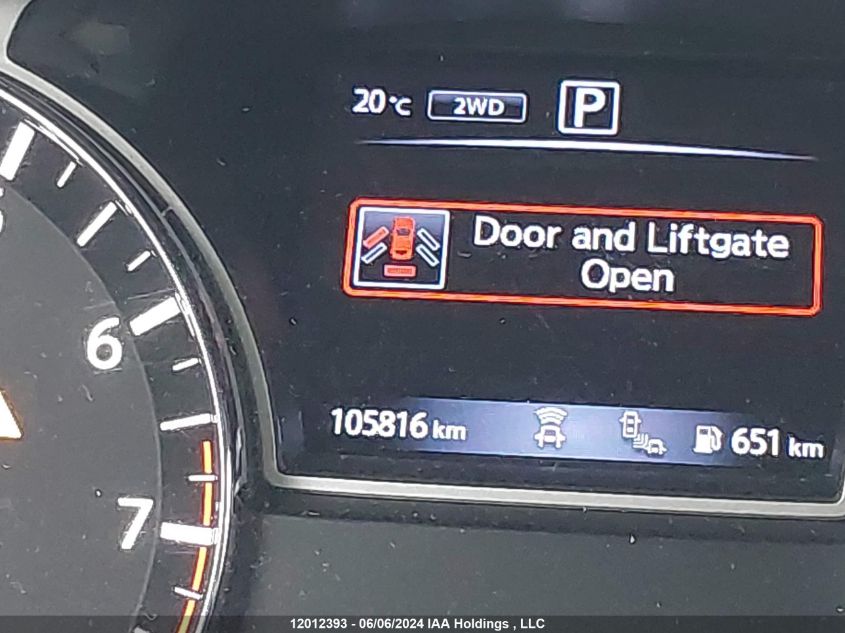 20°C 2WD P
Door and Liftgate
Open
105816 km 651 km
6
7
12012393 - 06/06/2024 IAA Holdings , LLC